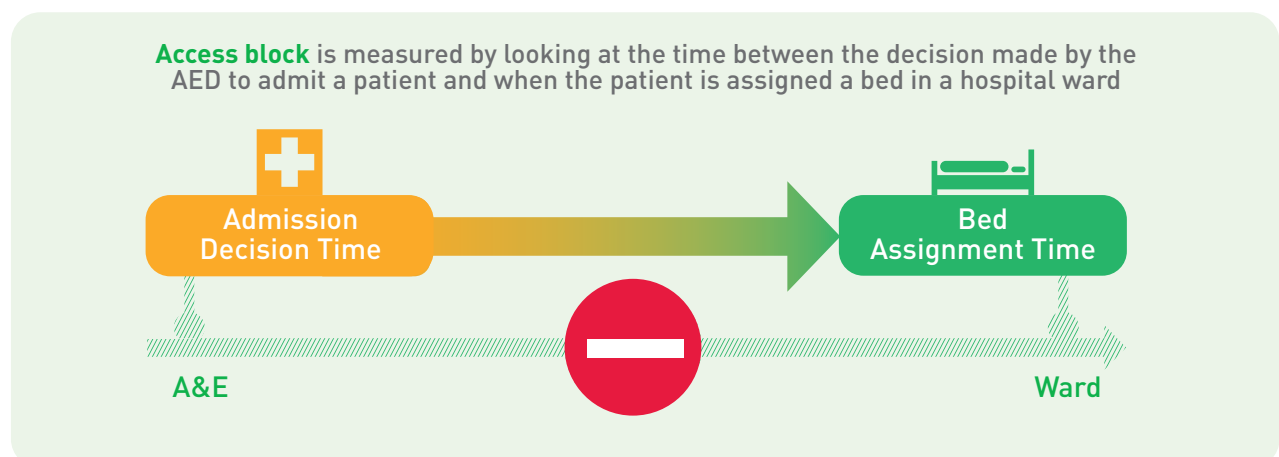 Access block is measured by looking at the time between the decision made by the
AED to admit a patient and when the patient is assigned a bed in a hospital ward
Admission
Decision Time
Bed
Assignment Time
A&E
Ward